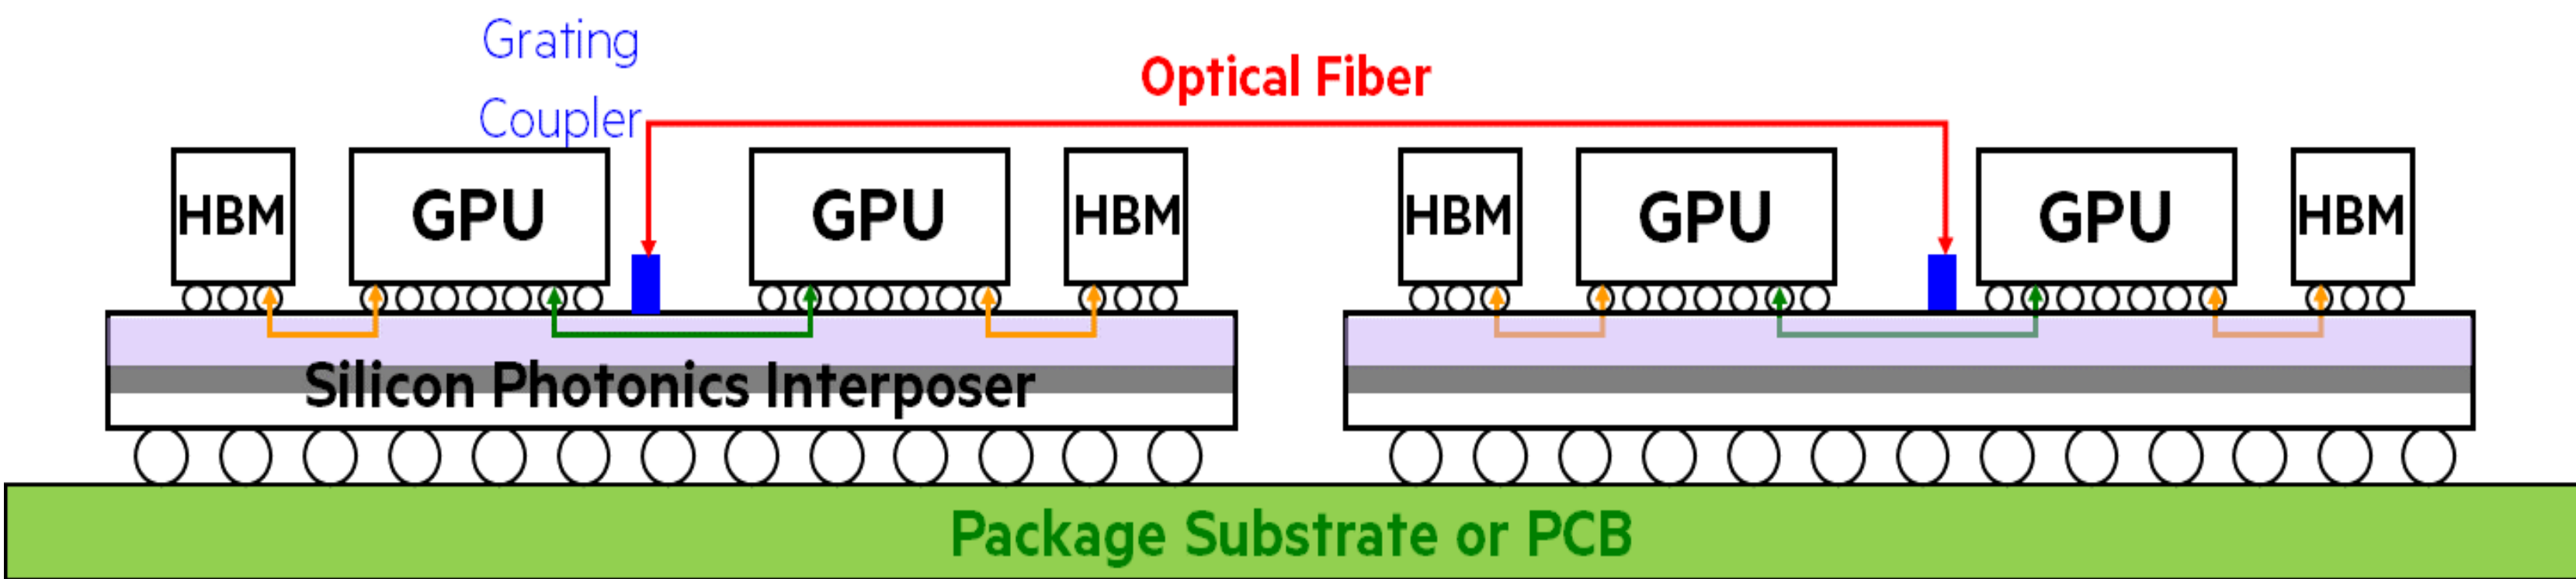 Grating
Coupler
Optical Fiber
HBM
GPU
GPU
HBM
HBM
GPU
GPU
HBM
Silicon Photonics Interposer
Package Substrate or PCB